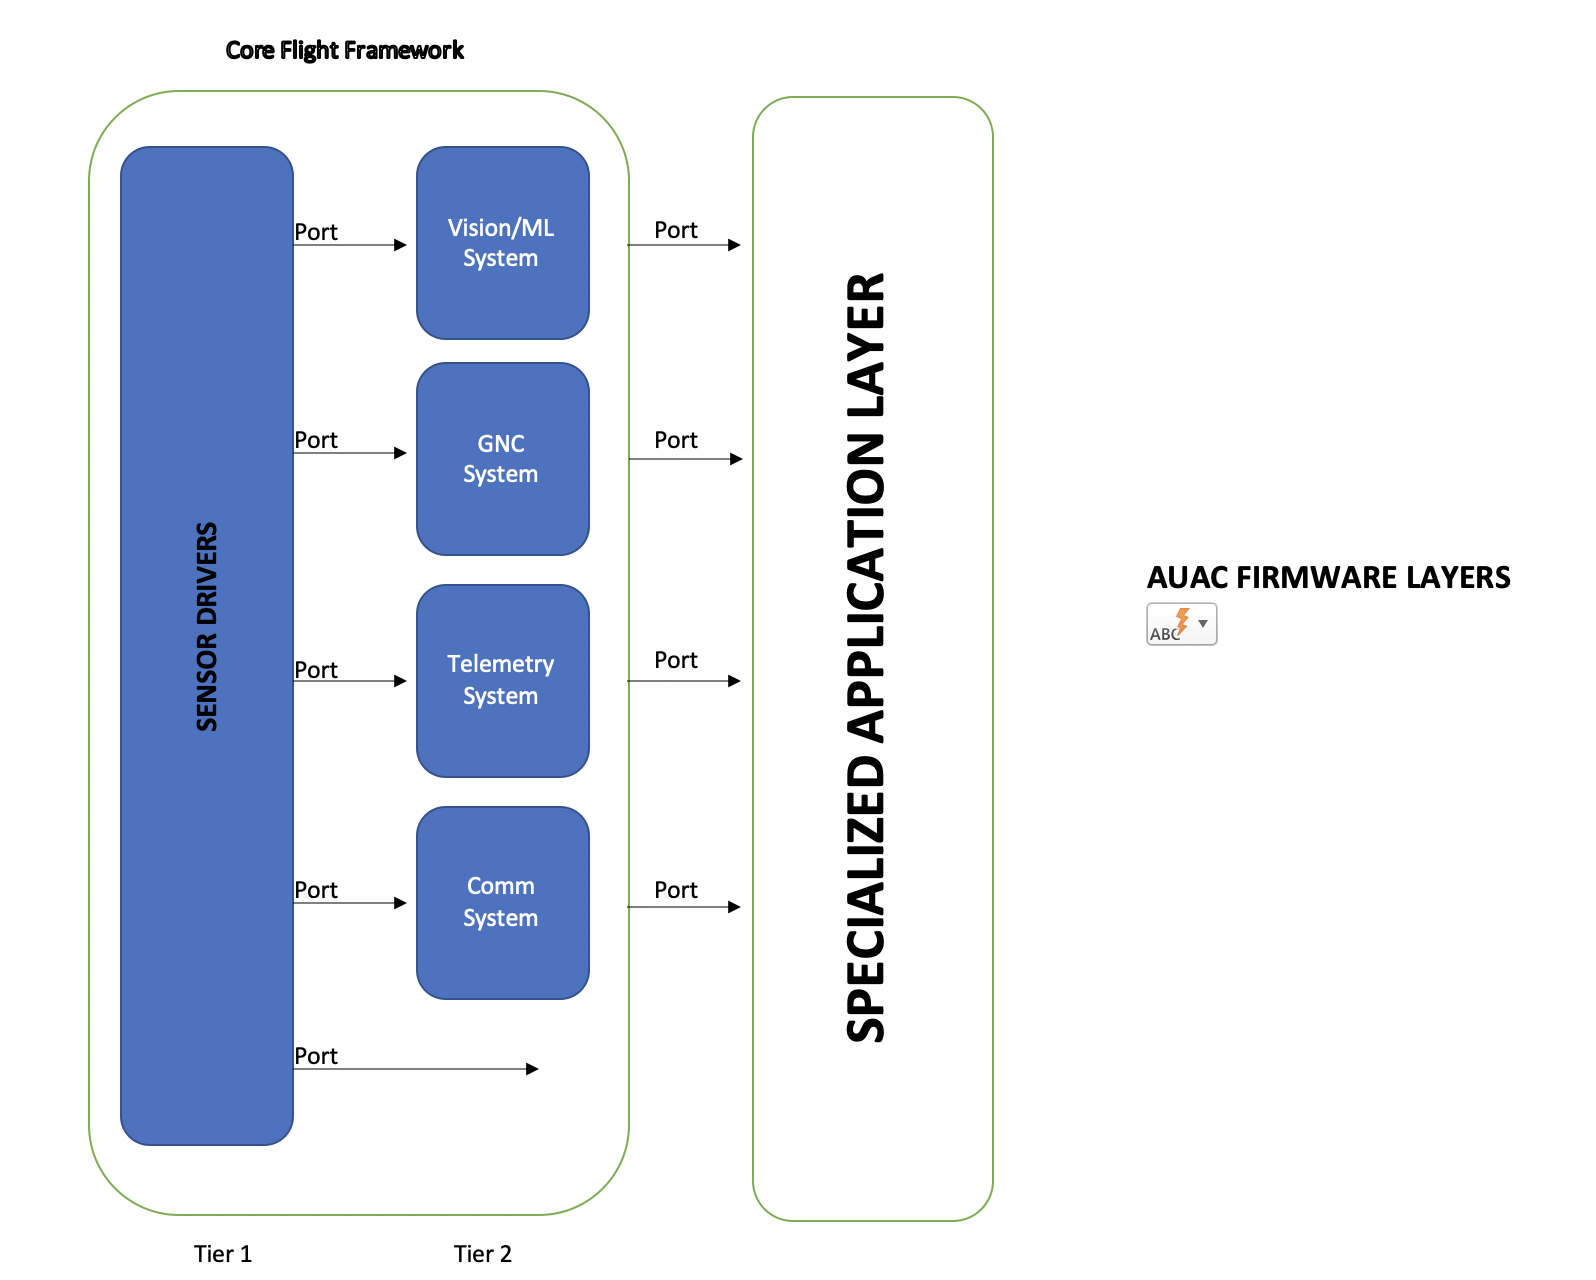 Core Flight Framework
Port
Vision/ML
System
Port
Port
GNC
System
Port
SENSOR DRIVERS
Port
Telemetry
System
Port
Port
Comm
System
Port
Port
SPECIALIZED APPLICATION LAYER
AUAC FIRMWARE LAYERS
ABC
Tier 1
Tier 2